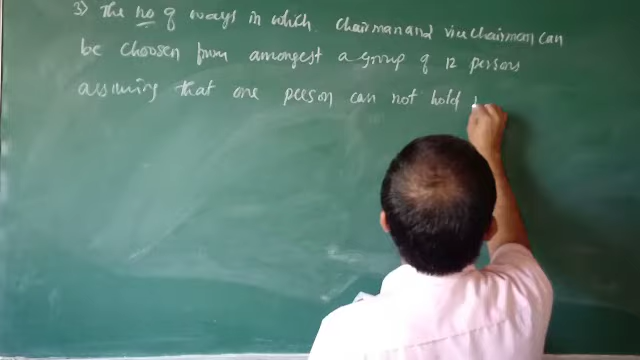 3) The no of ways in which Chairman and vice chairman can
be choosen from amongest a group of 12 persons
assuming that one person can not hold